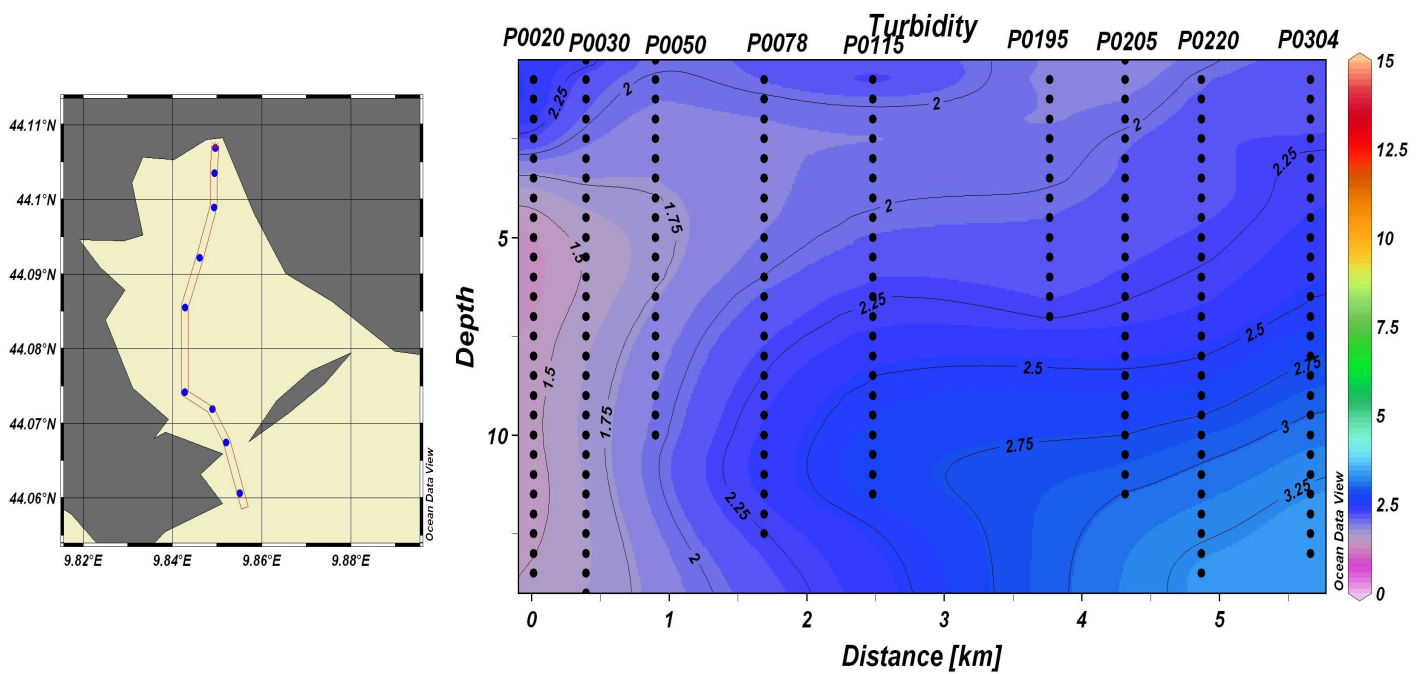 Turbidity
P0020 P0030 P0050 P0078 P0115 P0195 P0205 P0220 P0304
44.11°N
44.1°N
44.09°N
44.08°N
44.07°N
44.06°N
9.82°E 9.84°E 9.86°E 9.88°E
Ocean Data View
Depth
5
10
2.25
2
2
2
2.25
2
1.75
1.5
2.25
2.5
2.5
2.75
1.5
1.75
2.75
3
3.25
2.25
2
0 1 2 3 4 5
Distance [km]
Ocean Data View
15
12.5
10
7.5
5
2.5
0